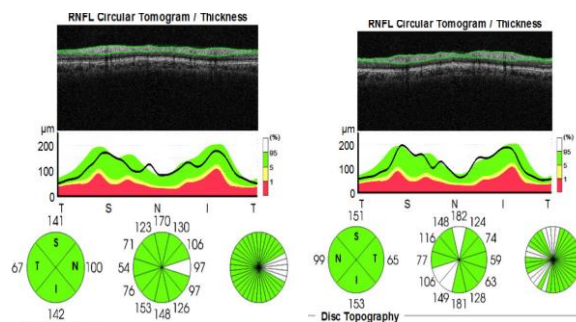 RNFL Circular Tomogram / Thickness
µm
200
100
0
(%)
95
5
1
T S N I T
141
S
67 T N 100
I
142
170
123 130
71 106
54 97
76 97
153 126
148
RNFL Circular Tomogram / Thickness
µm
200
100
0
(%)
95
5
1
T S N I T
151
S
99 N T 65
I
153
182
148 124
116 74
77 59
106 63
149 128
181
Disc Topography